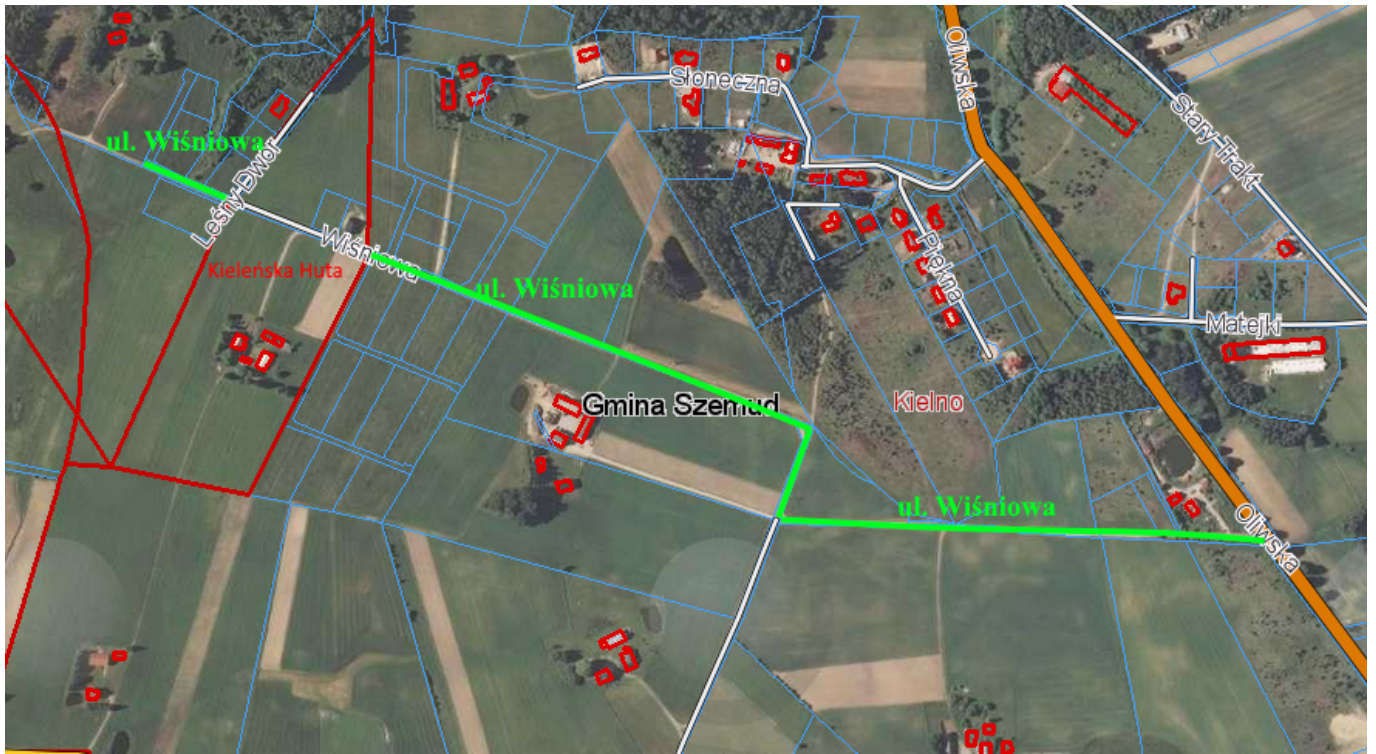 Oliwska
Słoneczna
Stary Trakt
ul. Wiśniowa
Leśny Dwór
Wiśniowa
Kieleńska Huta
ul. Wiśniowa
Piękna
Matejki
Gmina Szemud
Kielno
ul. Wiśniowa
Oliwska